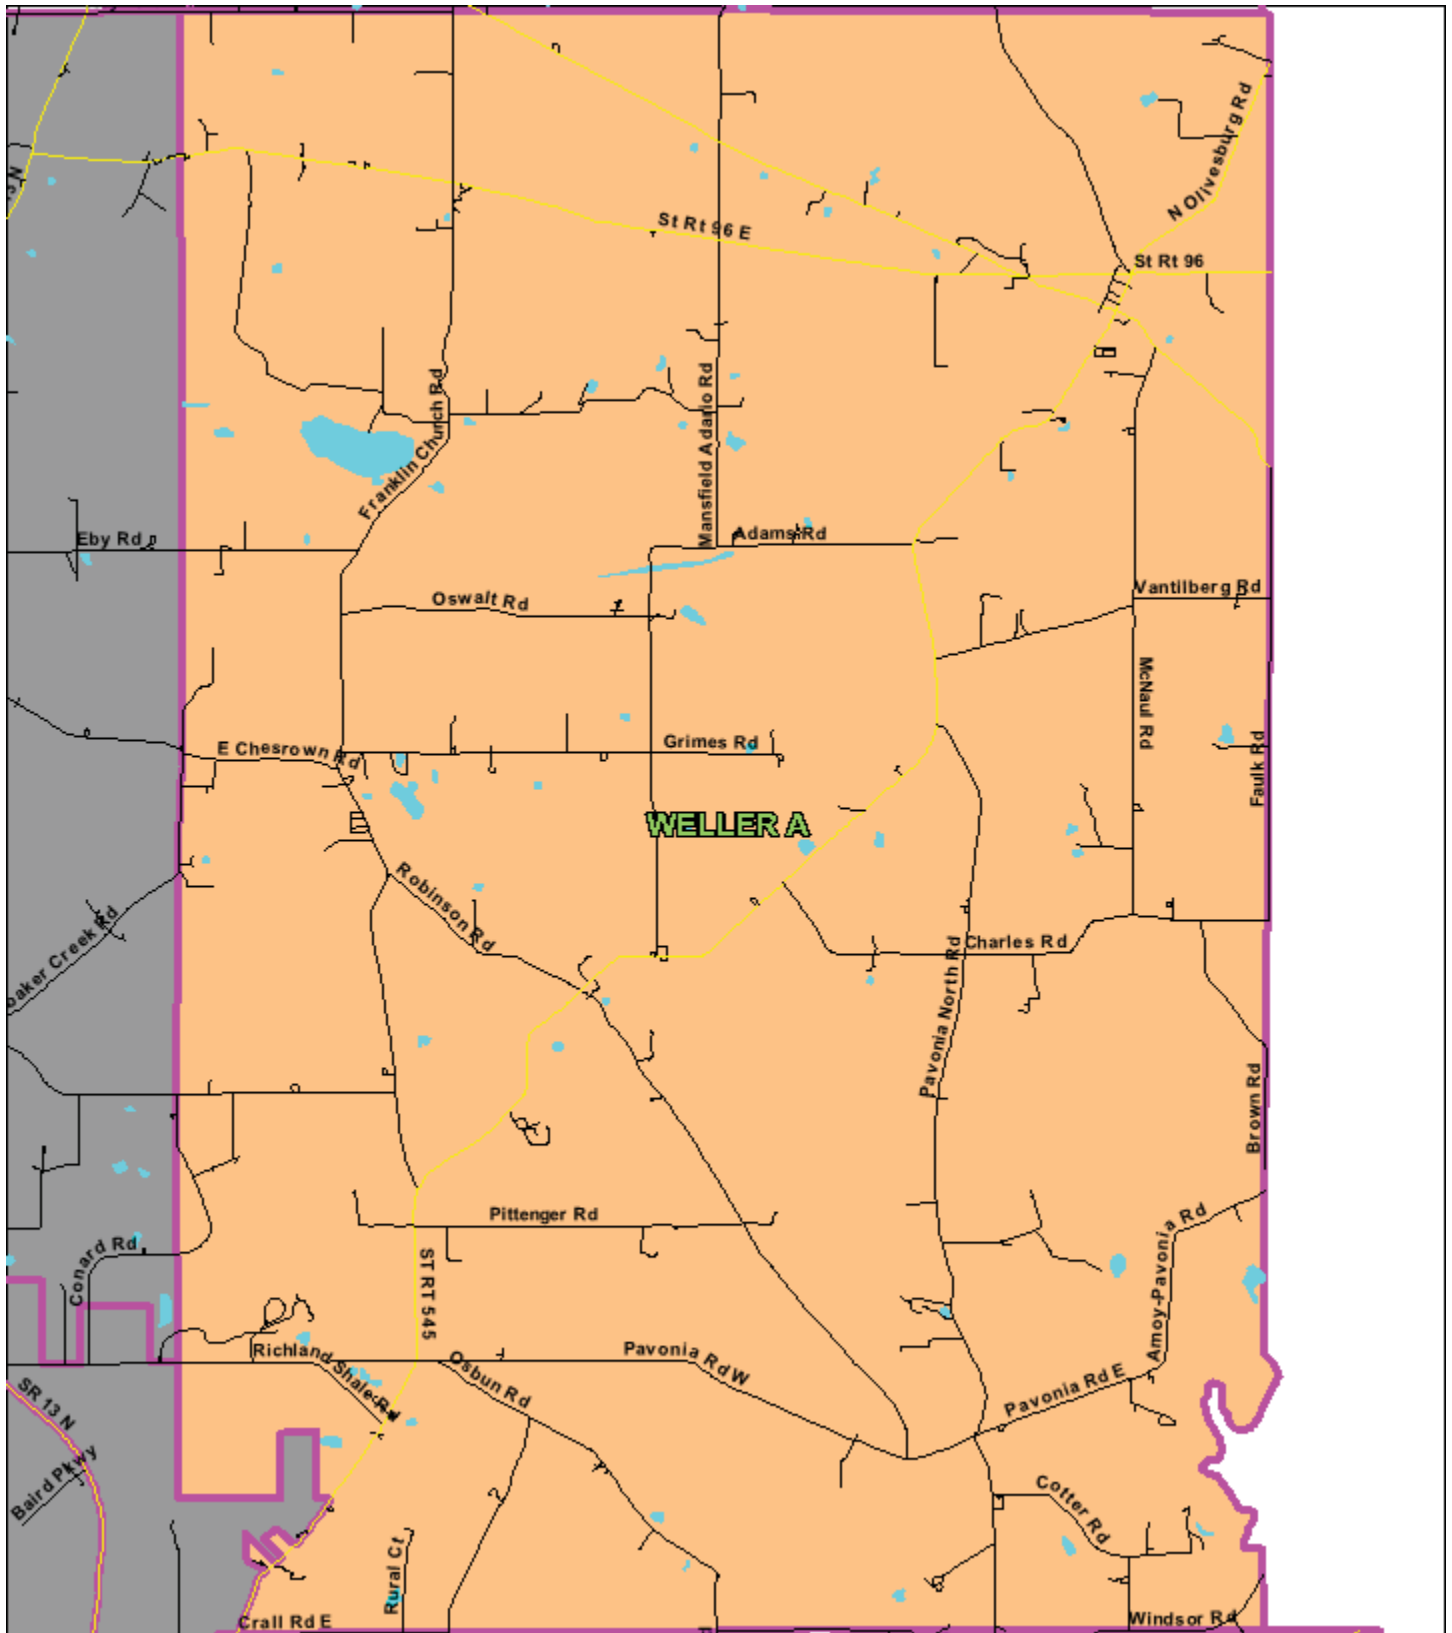 N Olivesburg Rd
3 N
St Rt 96 E
St Rt 96
Franklin Church Rd
Mansfield Adario Rd
Eby Rd
Adams Rd
Oswalt Rd
Vantilberg Rd
McNaul Rd
E Chesrown Rd
Grimes Rd
Faulk Rd
WELLER A
Robinson Rd
baker Creek Rd
Charles Rd
Pavonia North Rd
Brown Rd
Pittenger Rd
Conard Rd
ST RT 545
Amoy-Pavonia Rd
Richland Shale Rd
Osbun Rd
Pavonia Rd W
Pavonia Rd E
SR 13 N
Baird Pkwy
Cotter Rd
Rural Ct
Crall Rd E
Windsor Rd